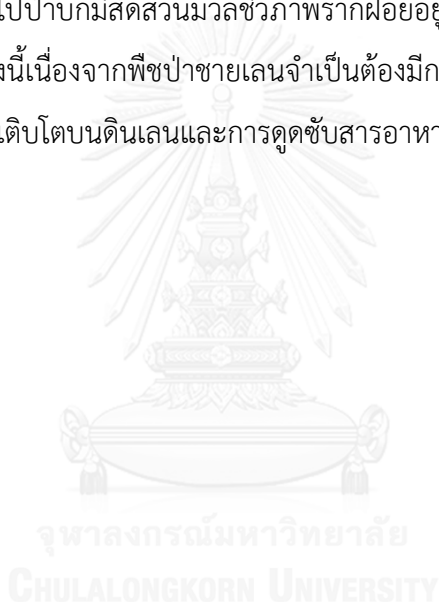 ไปป่าบกมีสัดส่วนมวลชีวภาพรากฝอยอยู่
งนี้เนื่องจากพืชป่าชายเลนจำเป็นต้องมีก
เติบโตบนดินเลนและการดูดซับสารอาหา
จุฬาลงกรณ์มหาวิทยาลัย
CHULALONGKORN UNIVERSITY